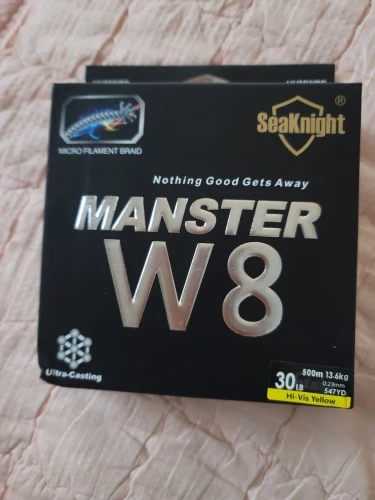 SeaKnight®
MICRO FILAMENT BRAID
Nothing Good Gets Away
MANSTER
W8
Ultra-Casting
30LB
500m 13.6kg
0.28mm
547YD
Hi-Vis Yellow